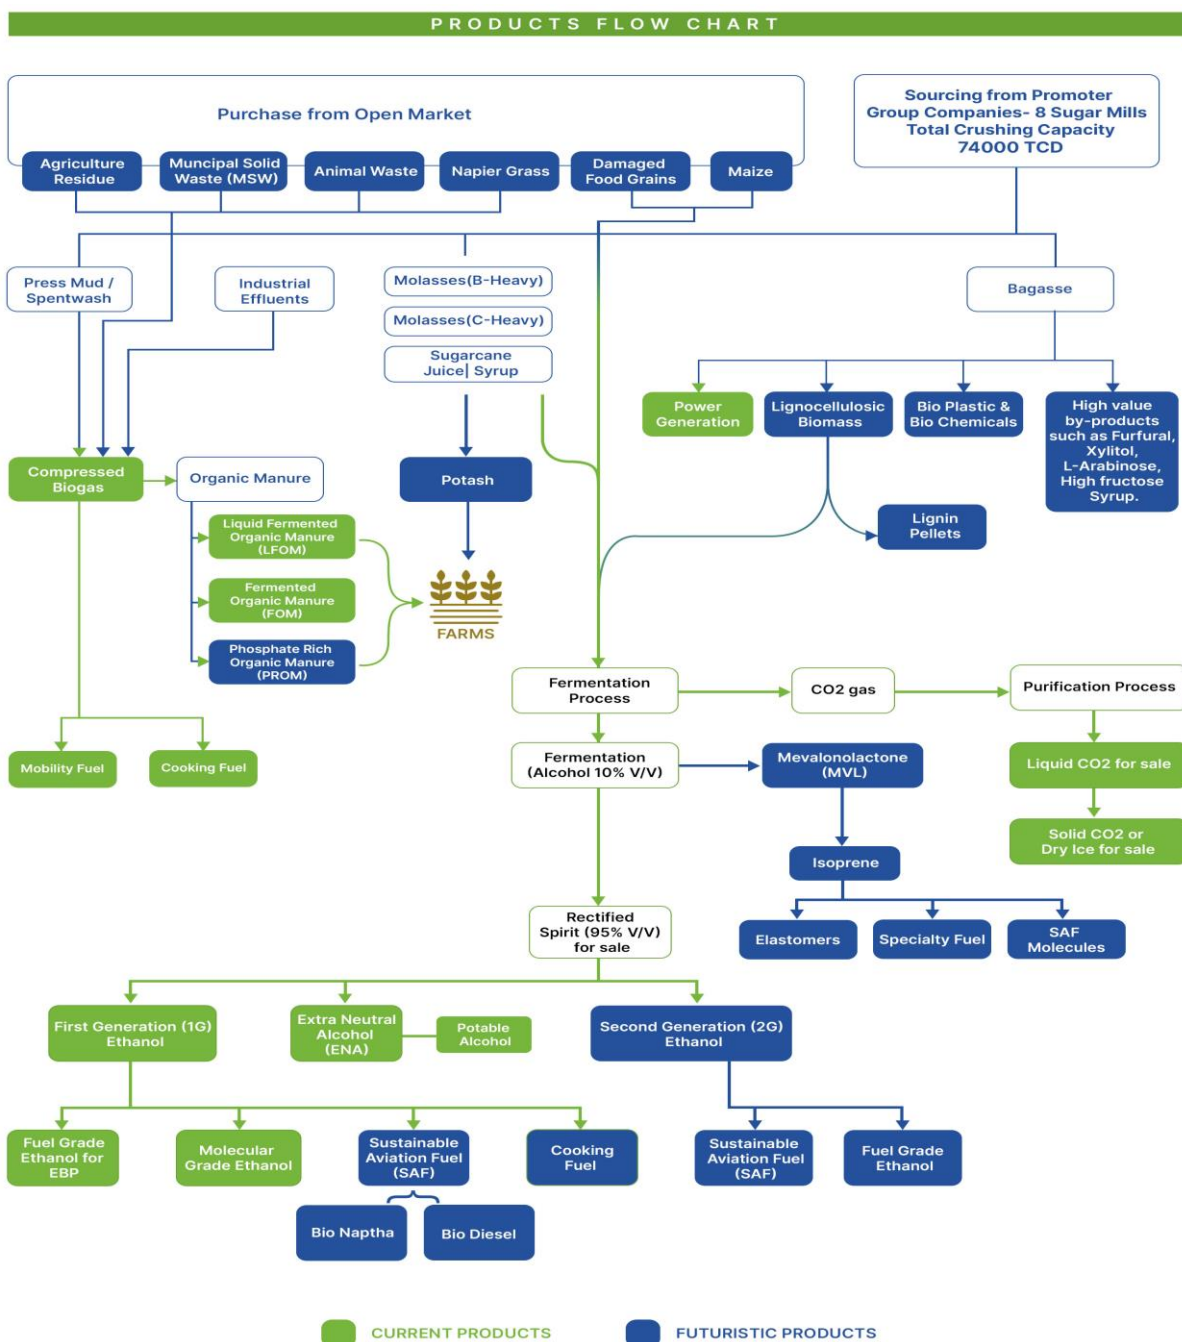 PRODUCTS FLOW CHART
Purchase from Open Market
Sourcing from Promoter
Group Companies- 8 Sugar Mills
Total Crushing Capacity
74000 TCD
Agriculture
Residue
Muncipal Solid
Waste (MSW)
Animal Waste
Napier Grass
Damaged
Food Grains
Maize
Press Mud /
Spentwash
Industrial
Effluents
Molasses(B-Heavy)
Molasses(C-Heavy)
Sugarcane
Juice| Syrup
Bagasse
Power
Generation
Lignocellulosic
Biomass
Bio Plastic &
Bio Chemicals
High value
by-products
such as Furfural,
Xylitol,
L-Arabinose,
High fructose
Syrup.
Compressed
Biogas
Organic Manure
Potash
Lignin
Pellets
Liquid Fermented
Organic Manure
(LFOM)
Fermented
Organic Manure
(FOM)
Phosphate Rich
Organic Manure
(PROM)
FARMS
Fermentation
Process
CO2 gas
Purification Process
Mobility Fuel
Cooking Fuel
Fermentation
(Alcohol 10% V/V)
Mevalonolactone
(MVL)
Liquid CO2 for sale
Isoprene
Solid CO2 or
Dry Ice for sale
Rectified
Spirit (95% V/V)
for sale
Elastomers
Specialty Fuel
SAF
Molecules
First Generation (1G)
Ethanol
Extra Neutral
Alcohol
(ENA)
Potable
Alcohol
Second Generation (2G)
Ethanol
Fuel Grade
Ethanol for
EBP
Molecular
Grade Ethanol
Sustainable
Aviation Fuel
(SAF)
Cooking
Fuel
Sustainable
Aviation Fuel
(SAF)
Fuel Grade
Ethanol
Bio Naptha
Bio Diesel
CURRENT PRODUCTS
FUTURISTIC PRODUCTS